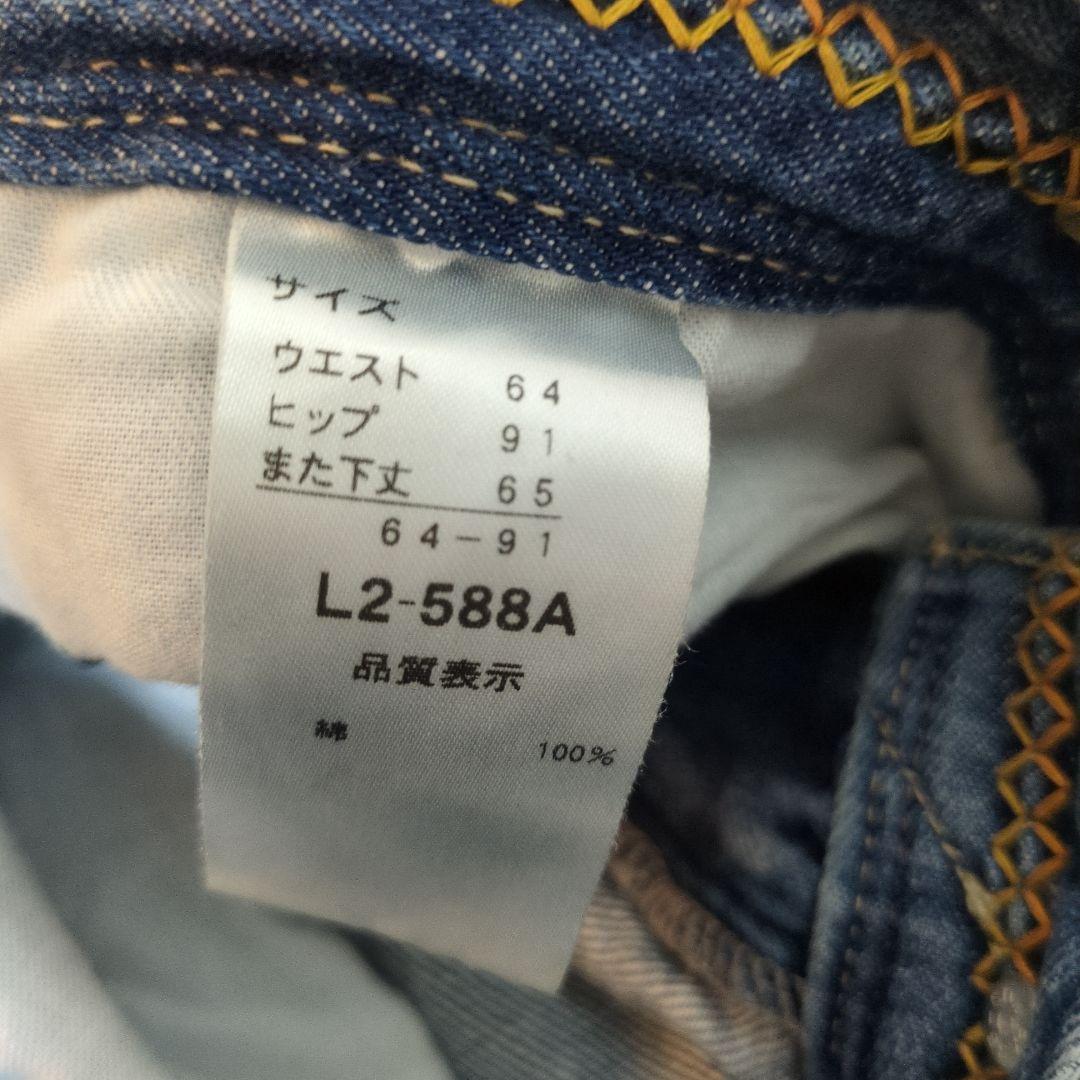 サイズ
ウエスト 64
ヒップ 91
また下丈 65
64-91
L2-588A
品質表示
綿 100%